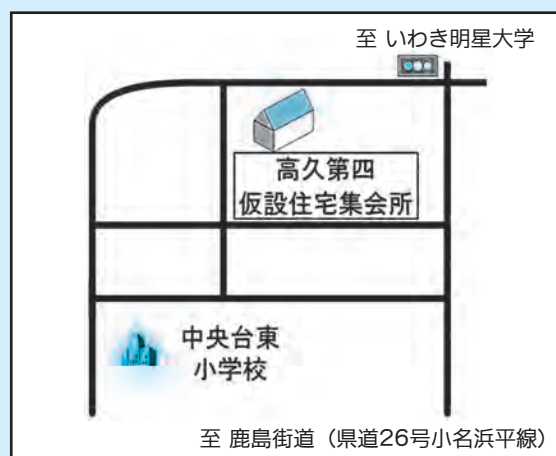 至 いわき明星大学
高久第四
仮設住宅集会所
中央台東
小学校
至 鹿島街道（県道26号小名浜平線）